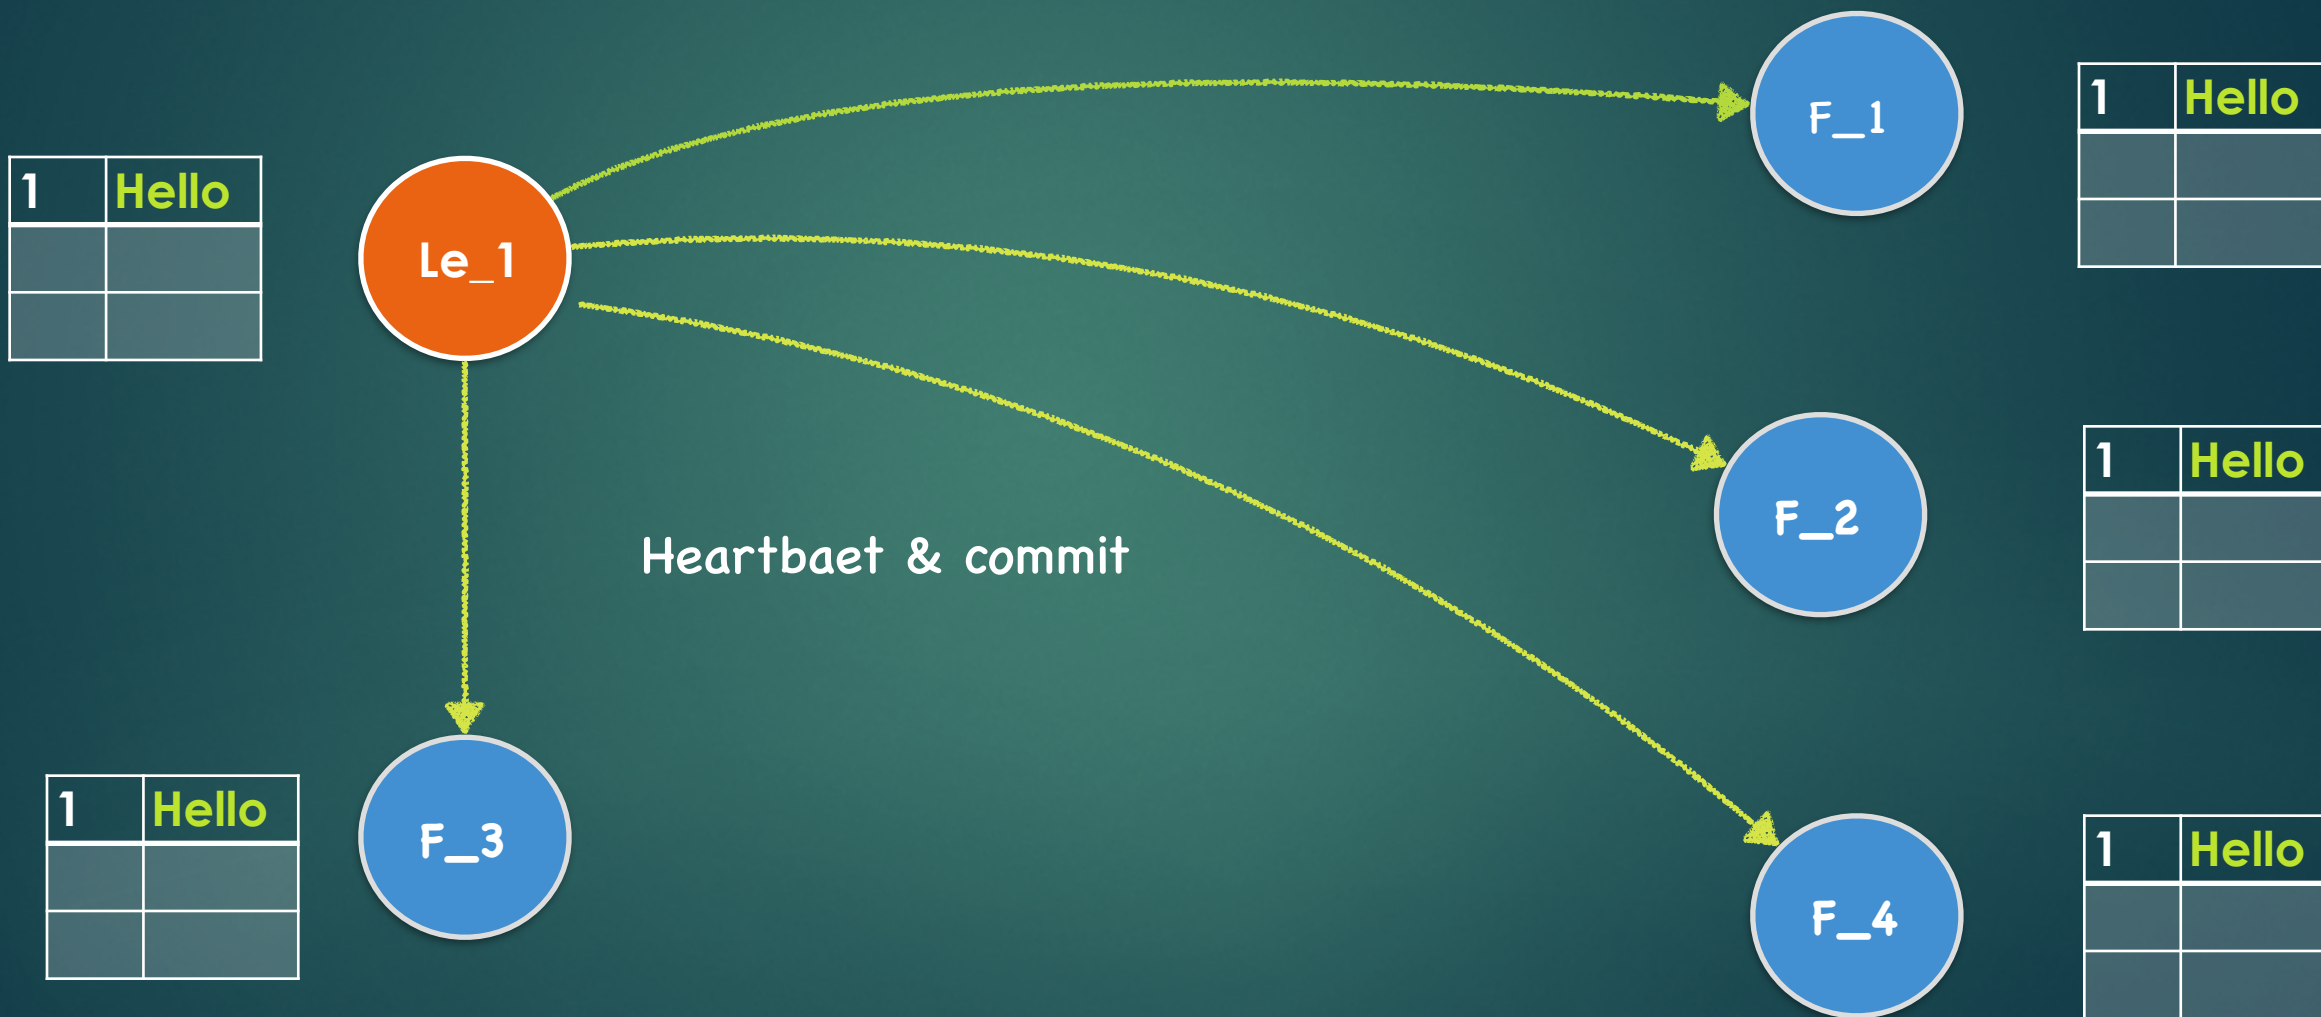 F_1
1 Hello
1 Hello
Le_1
1 Hello
F_2
Heartbaet & commit
1 Hello
F_3
1 Hello
F_4